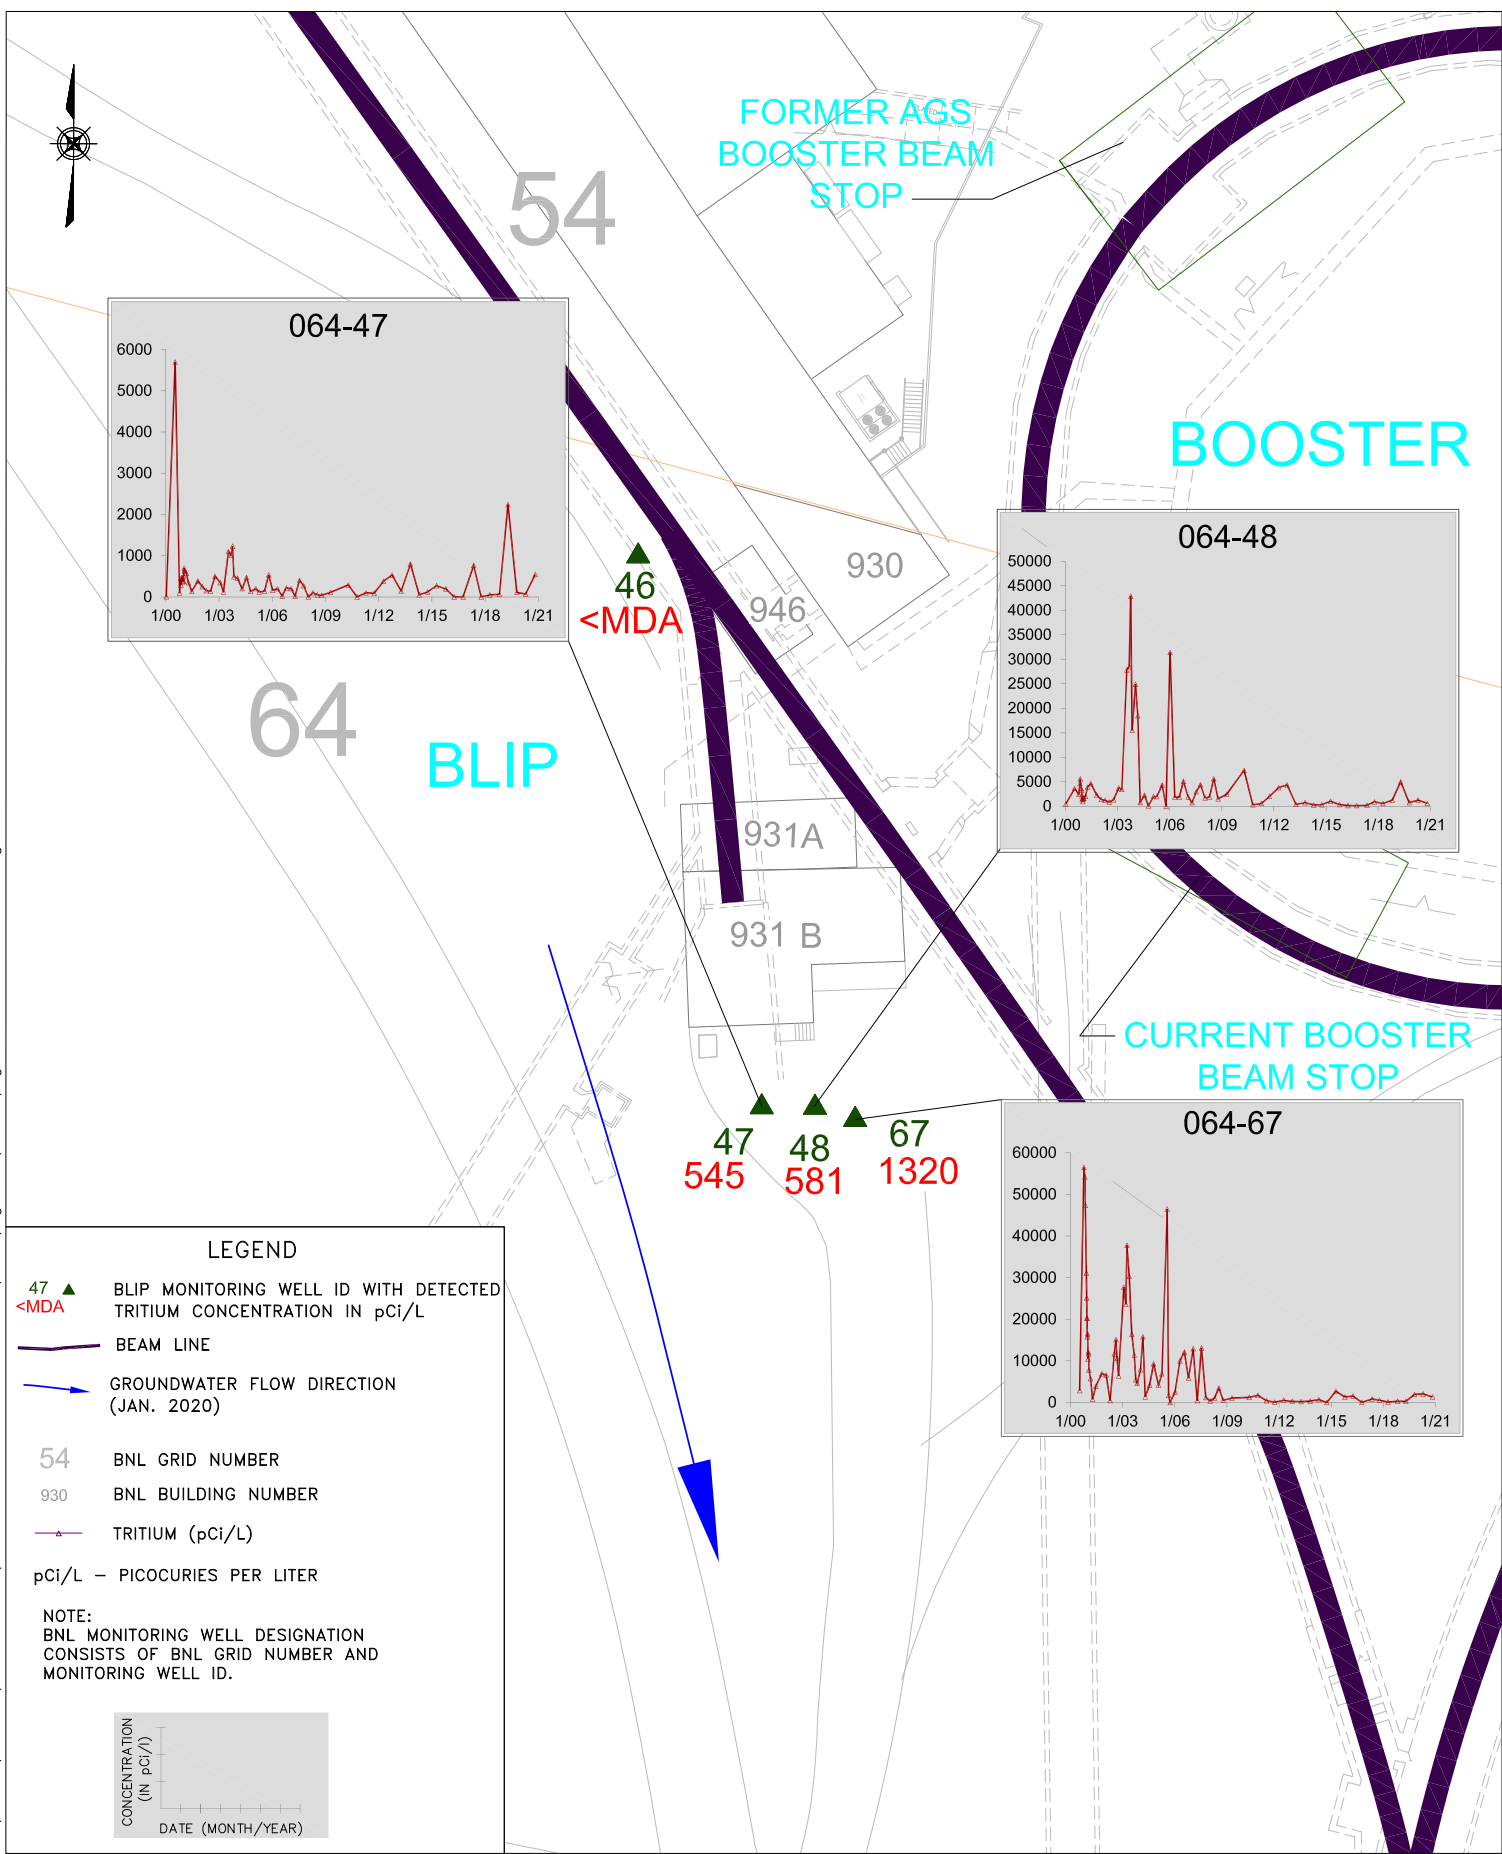 FORMER AGS
BOOSTER BEAM
STOP
54
BOOSTER
064-47
6000
5000
4000
3000
2000
1000
0
1/00
1/03
1/06
1/09
1/12
1/15
1/18
1/21
46
<MDA
930
946
064-48
50000
45000
40000
35000
30000
25000
20000
15000
10000
5000
0
1/00
1/03
1/06
1/09
1/12
1/15
1/18
1/21
64
BLIP
931A
931 B
CURRENT BOOSTER
BEAM STOP
47
545
48
581
67
1320
064-67
60000
50000
40000
30000
20000
10000
0
1/00
1/03
1/06
1/09
1/12
1/15
1/18
1/21
LEGEND
47
<MDA
BLIP MONITORING WELL ID WITH DETECTED
TRITIUM CONCENTRATION IN pCi/L
BEAM LINE
GROUNDWATER FLOW DIRECTION
(JAN. 2020)
54
BNL GRID NUMBER
930
BNL BUILDING NUMBER
TRITIUM (pCi/L)
pCi/L – PICOCURIES PER LITER
NOTE:
BNL MONITORING WELL DESIGNATION
CONSISTS OF BNL GRID NUMBER AND
MONITORING WELL ID.
CONCENTRATION
(IN pCi/l)
DATE (MONTH/YEAR)